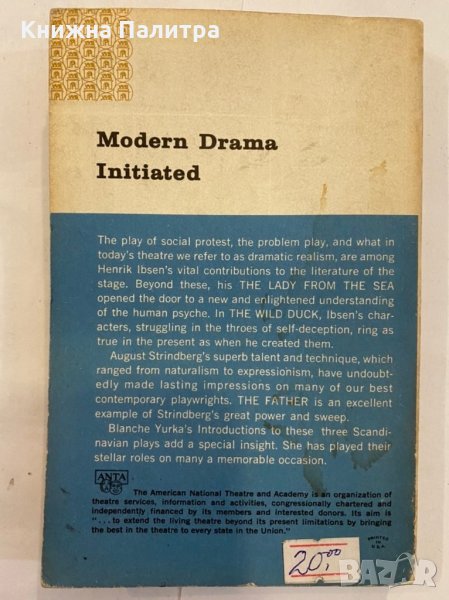 Книжна Палитра
Modern Drama
Initiated
The play of social protest, the problem play, and what in
today's theatre we refer to as dramatic realism, are among
Henrik Ibsen's vital contributions to the literature of the
stage. Beyond these, his THE LADY FROM THE SEA
opened the door to a new and enlightened understanding
of the human psyche. In THE WILD DUCK, Ibsen's char-
acters, struggling in the throes of self-deception, ring as
true in the present as when he created them.
August Strindberg's superb talent and technique, which
ranged from naturalism to expressionism, have undoubt-
edly made lasting impressions on many of our best
contemporary playwrights. THE FATHER is an excellent
example of Strindberg's great power and sweep.
Blanche Yurka's Introductions to these three Scandi-
navian plays add a special insight. She has played their
stellar roles on many a memorable occasion.
ANTA
The American National Theatre and Academy is an organization of
theatre services, information and activities, congressionally chartered and
independently financed by its members and interested donors. Its aim is
"...to extend the living theatre beyond its present limitations by bringing
the best in the theatre to every state in the Union."
PRINTED
IN
U.S.A.
20,00
BAZAR